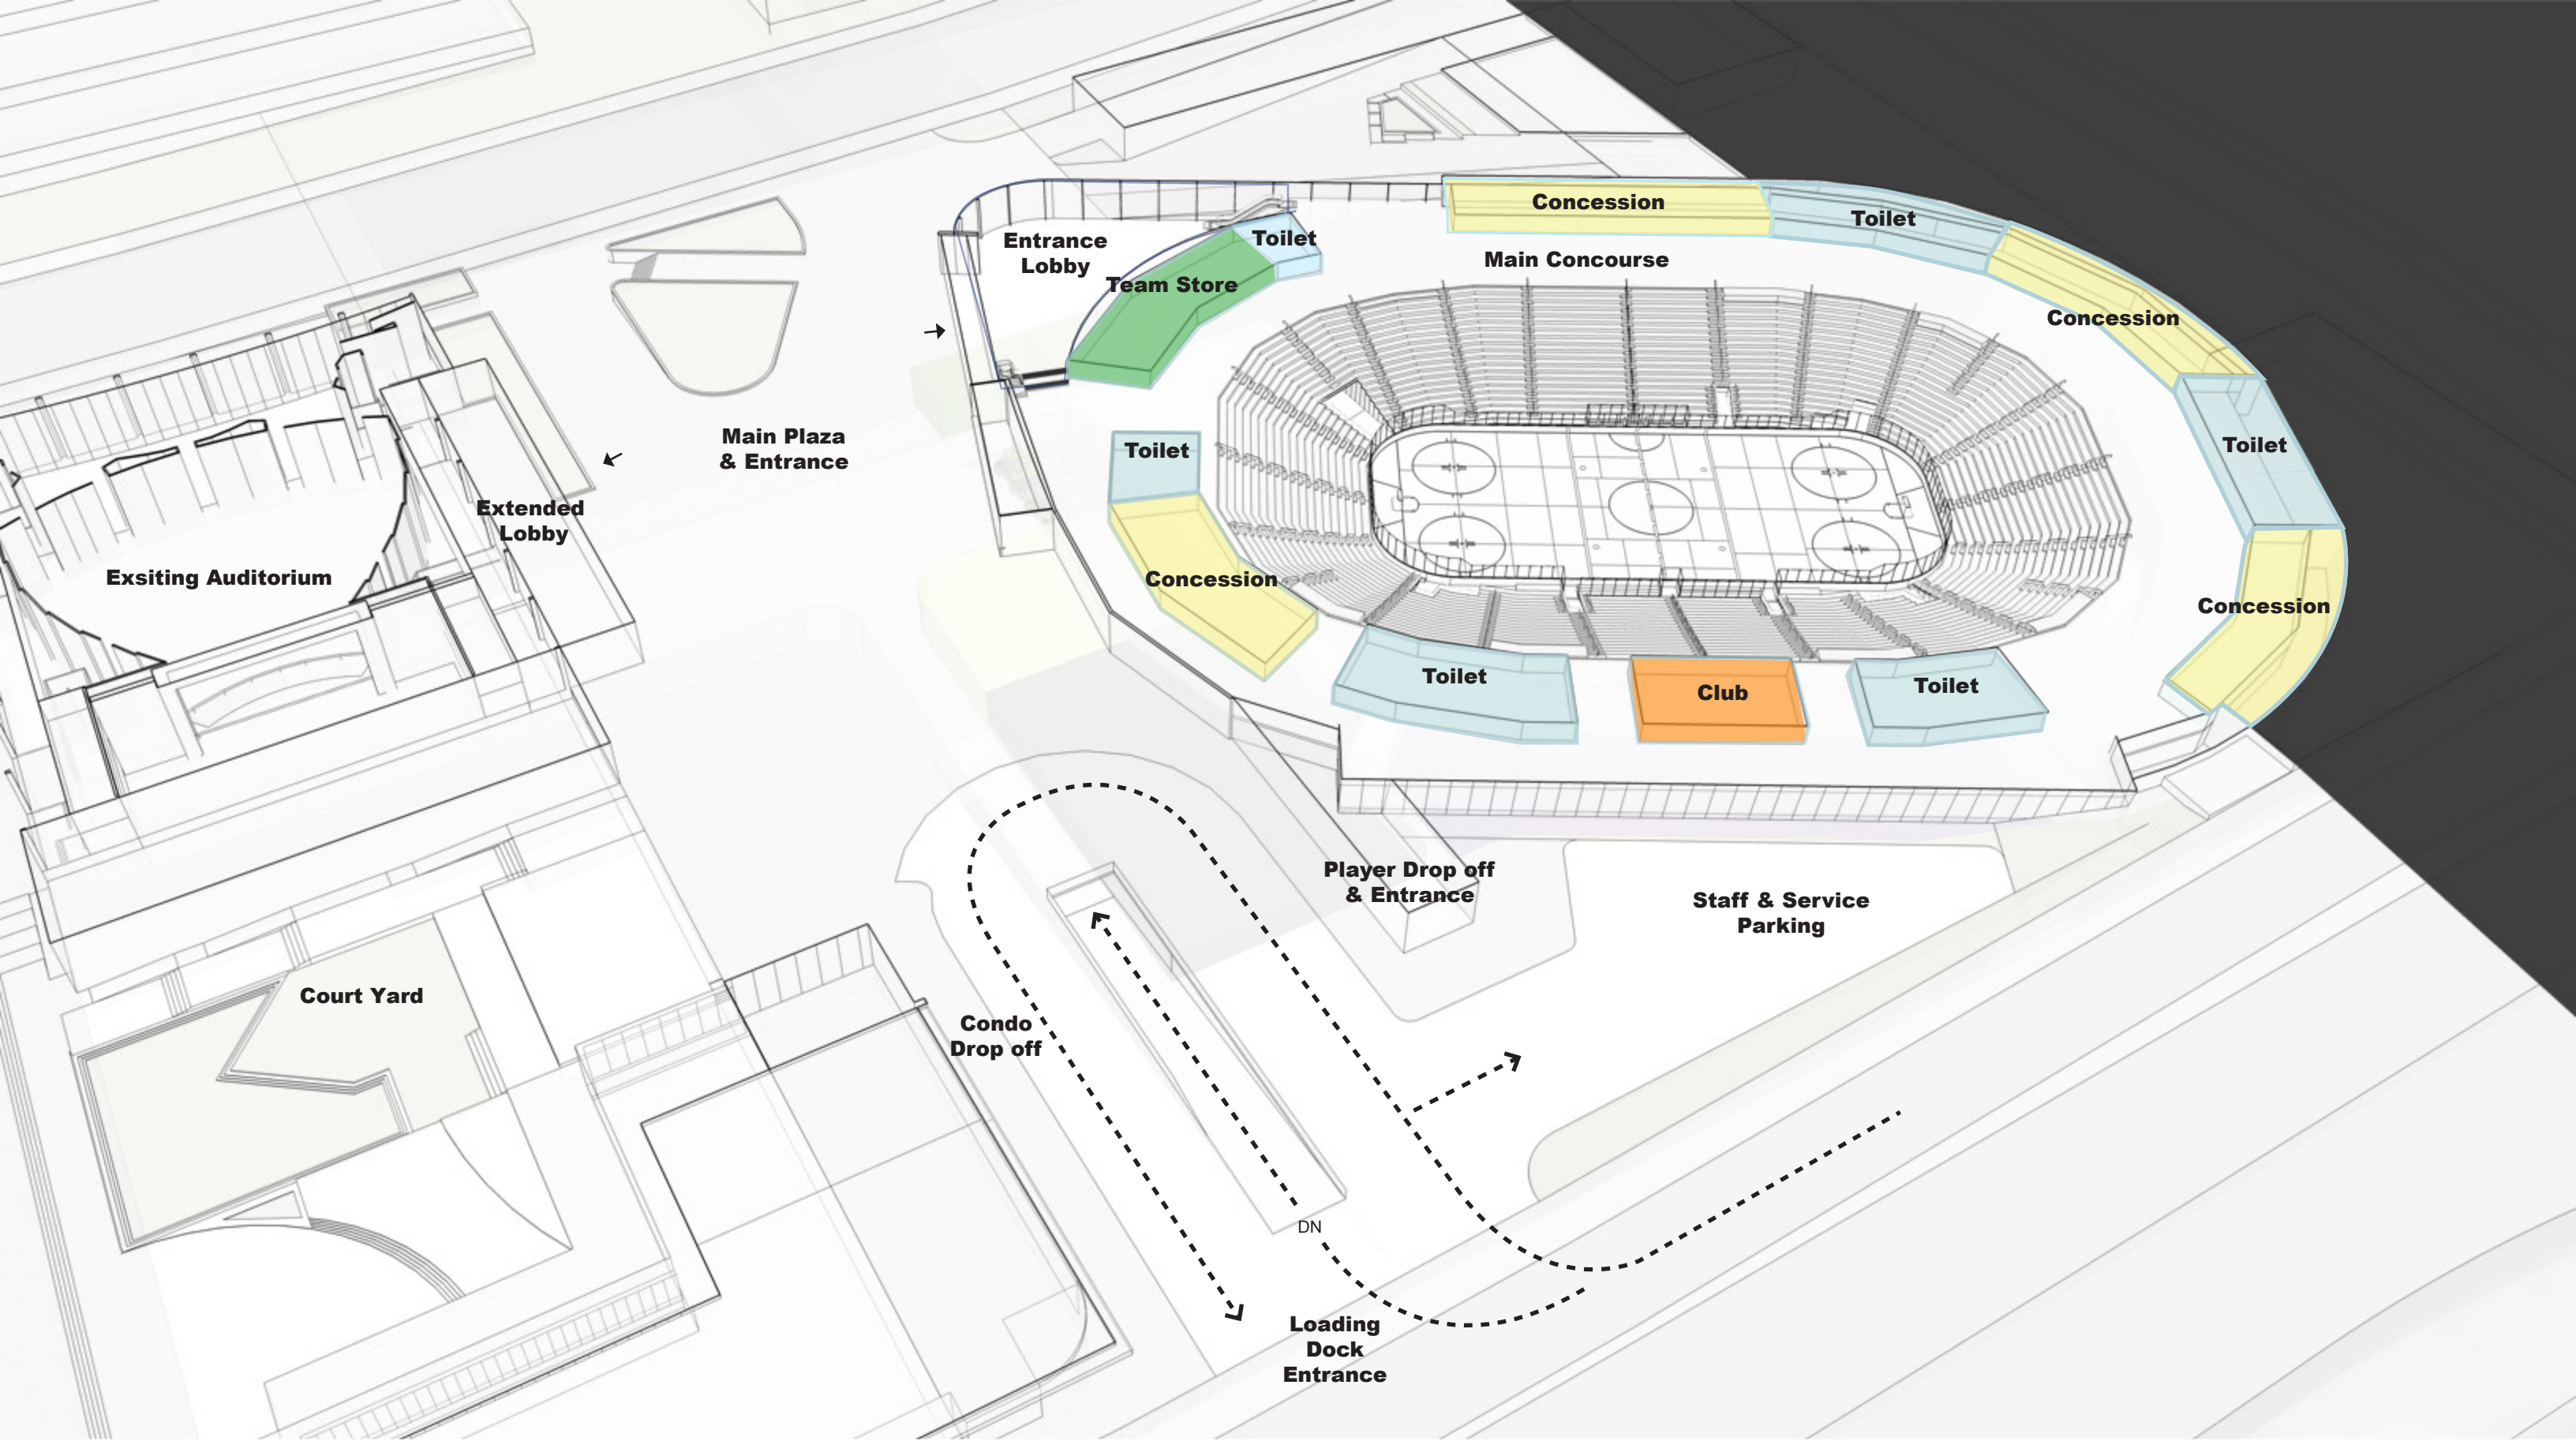 Concession
Toilet
Entrance
Lobby
Toilet
Main Concourse
Team Store
Concession
Main Plaza
& Entrance
Toilet
Toilet
Extended
Lobby
Exsiting Auditorium
Concession
Concession
Toilet
Club
Toilet
Player Drop off
& Entrance
Staff & Service
Parking
Court Yard
Condo
Drop off
DN
Loading
Dock
Entrance